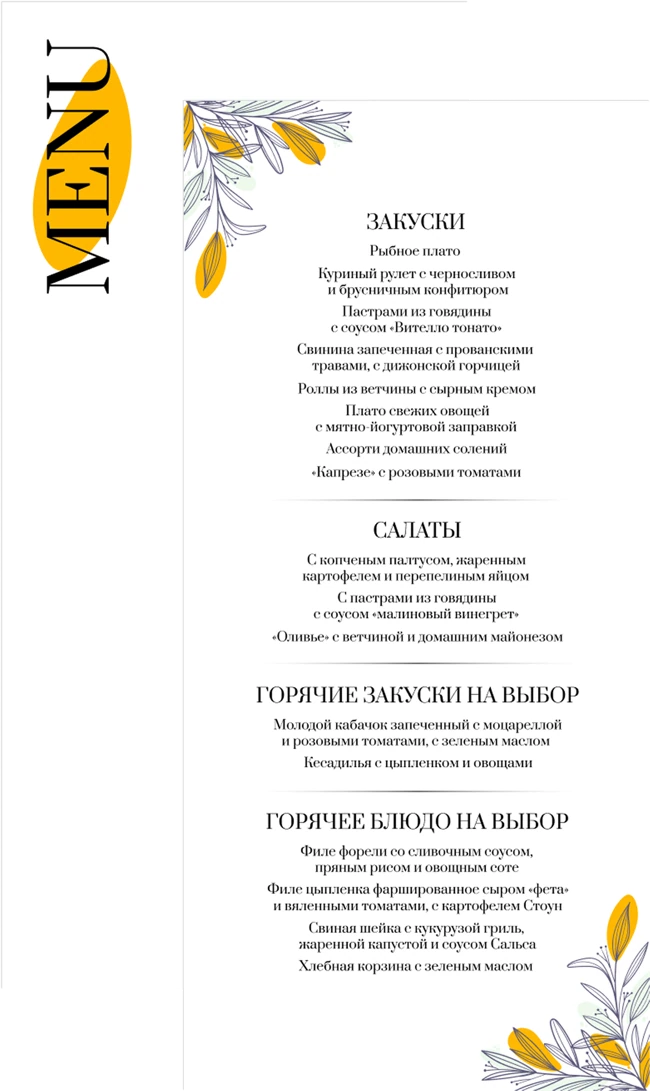 MENU
ЗАКУСКИ
Рыбное плато
Куриный рулет с черносливом
и брусничным конфитюром
Пастрами из говядины
с соусом «Вителло тонато»
Свинина запеченная с прованскими
травами, с дижонской горчицей
Роллы из ветчины с сырным кремом
Плато свежих овощей
с мятно-йогуртовой заправкой
Ассорти домашних солений
«Капрезе» с розовыми томатами
САЛАТЫ
С копченым палтусом, жаренным
картофелем и перепелиным яйцом
С пастрами из говядины
с соусом «малиновый винегрет»
«Оливье» с ветчиной и домашним майонезом
ГОРЯЧИЕ ЗАКУСКИ НА ВЫБОР
Молодой кабачок запеченный с моцареллой
и розовыми томатами, с зеленым маслом
Кесадилья с цыпленком и овощами
ГОРЯЧЕЕ БЛЮДО НА ВЫБОР
Филе форели со сливочным соусом,
пряным рисом и овощным соте
Филе цыпленка фаршированное сыром «фета»
и вяленными томатами, с картофелем Стоун
Свиная шейка с кукурузой гриль,
жаренной капустой и соусом Сальса
Хлебная корзина с зеленым маслом